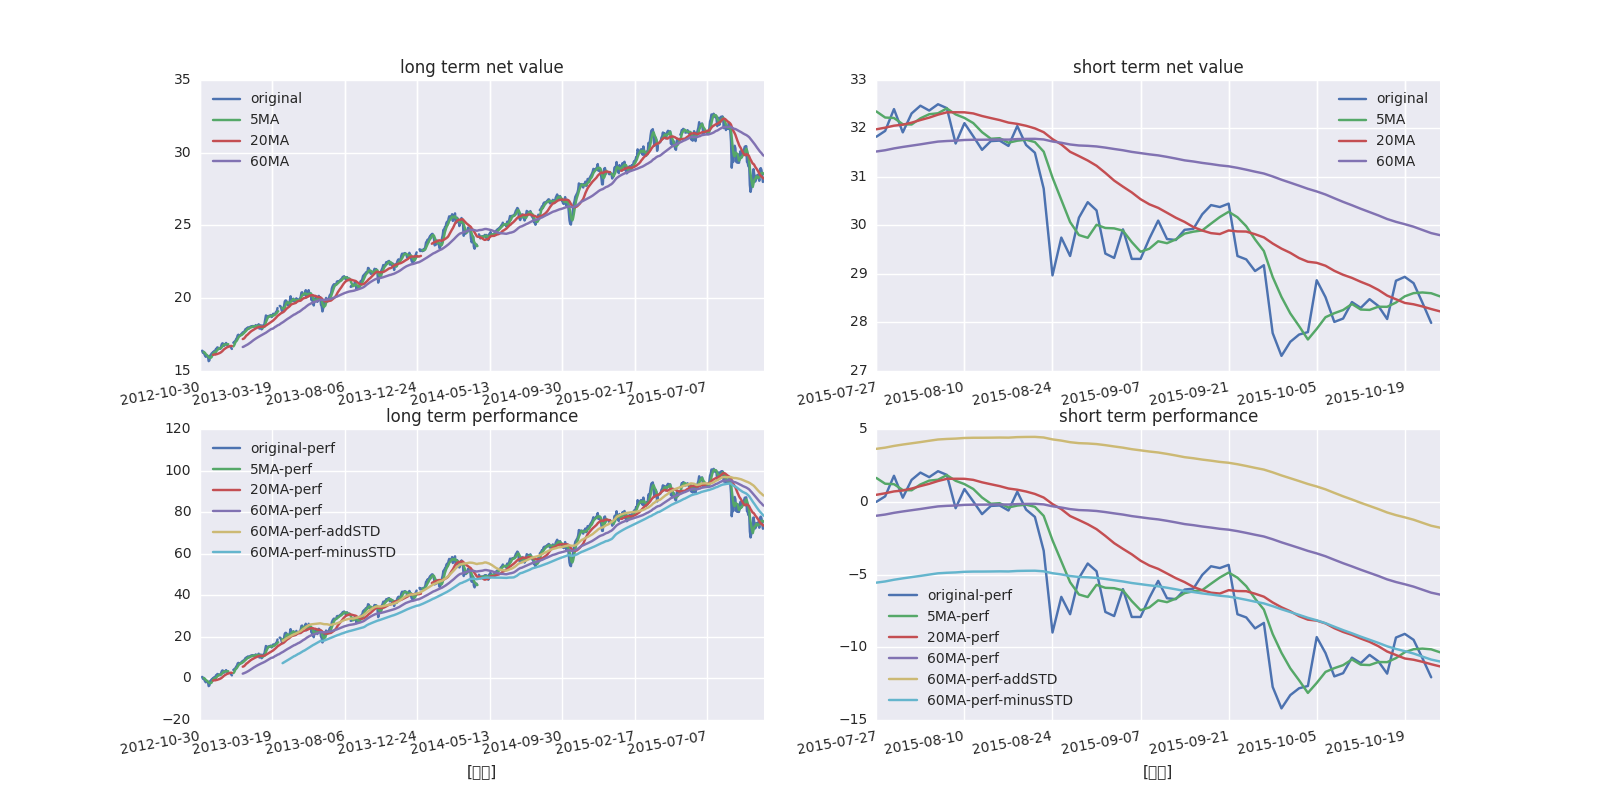 long term net value
35
30
25
20
15
original
5MA
20MA
60MA
2012-10-30
2013-03-19
2013-08-06
2013-12-24
2014-05-13
2014-09-30
2015-02-17
2015-07-07
short term net value
33
32
31
30
29
28
27
original
5MA
20MA
60MA
2015-07-27
2015-08-10
2015-08-24
2015-09-07
2015-09-21
2015-10-05
2015-10-19
long term performance
120
100
80
60
40
20
0
−20
original-perf
5MA-perf
20MA-perf
60MA-perf
60MA-perf-addSTD
60MA-perf-minusSTD
2012-10-30
2013-03-19
2013-08-06
2013-12-24
2014-05-13
2014-09-30
2015-02-17
2015-07-07
short term performance
5
0
−5
−10
−15
original-perf
5MA-perf
20MA-perf
60MA-perf
60MA-perf-addSTD
60MA-perf-minusSTD
2015-07-27
2015-08-10
2015-08-24
2015-09-07
2015-09-21
2015-10-05
2015-10-19